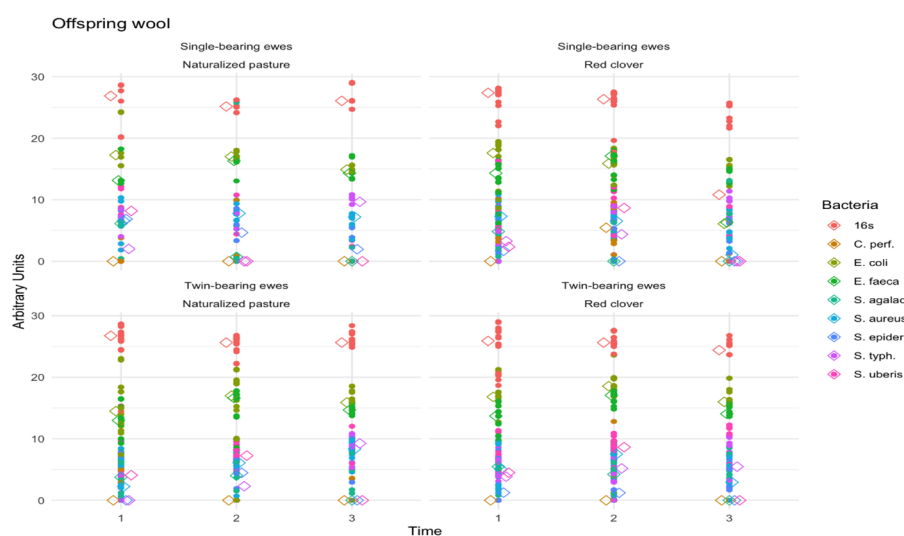 Offspring wool
Single-bearing ewes
Naturalized pasture
Single-bearing ewes
Red clover
30
20
10
0
Twin-bearing ewes
Naturalized pasture
Twin-bearing ewes
Red clover
30
20
10
0
1 2 3
1 2 3
Time
Arbitrary Units
Bacteria
16s
C. perf.
E. coli
E. faeca
S. agalac
S. aureus
S. epider
S. typh.
S. uberis